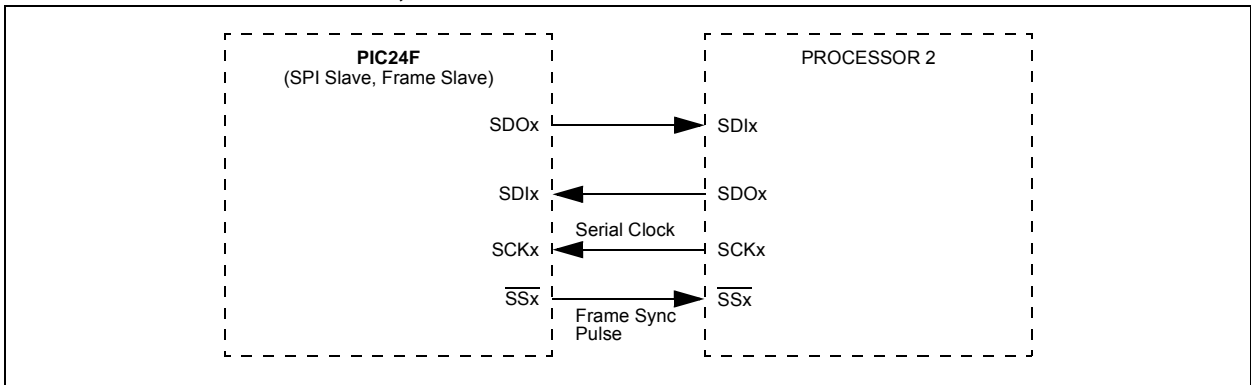 PIC24F
(SPI Slave, Frame Slave)
PROCESSOR 2
SDOx
SDIx
SDIx
SDOx
Serial Clock
SCKx
SCKx
SSx
SSx
Frame Sync
Pulse